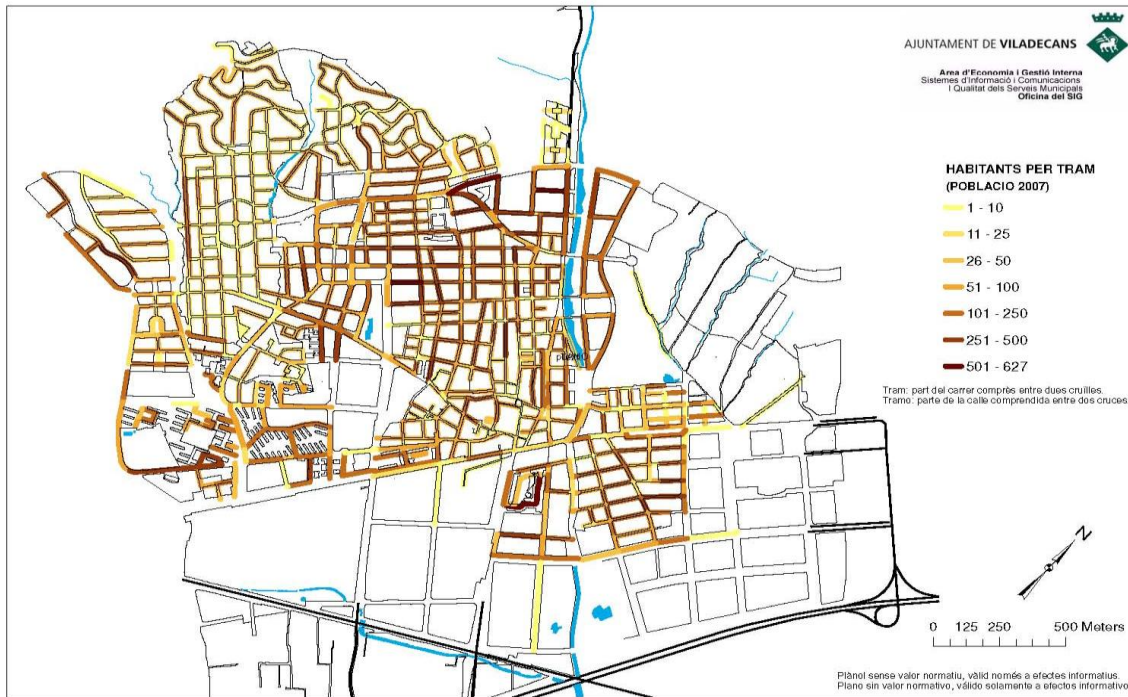 AJUNTAMENT DE VILADECANS
Area d'Economia i Gestió Interna
Sistemes d'Informació i Comunicacions
i Qualitat dels Serveis Municipals
Oficina del SIG
HABITANTS PER TRAM
(POBLACIO 2007)
1 - 10
11 - 25
26 - 50
51 - 100
101 - 250
251 - 500
501 - 627
Tram: part del carrer comprès entre dues cruïlles.
Tramo: parte de la calle comprendida entre dos cruces.
N
0 125 250 500 Meters
Plànol sense valor normatiu, vàlid només a efectes informatius.
Plano sin valor normativo, válido solamente a efectos informativo